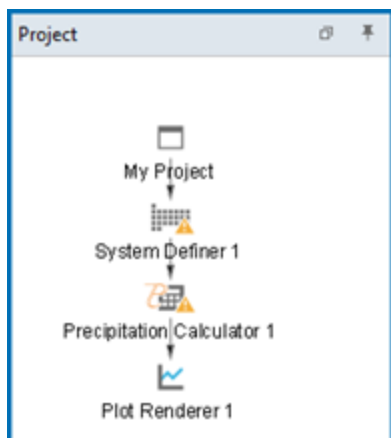 Project
My Project
System Definer 1
Precipitation Calculator 1
Plot Renderer 1